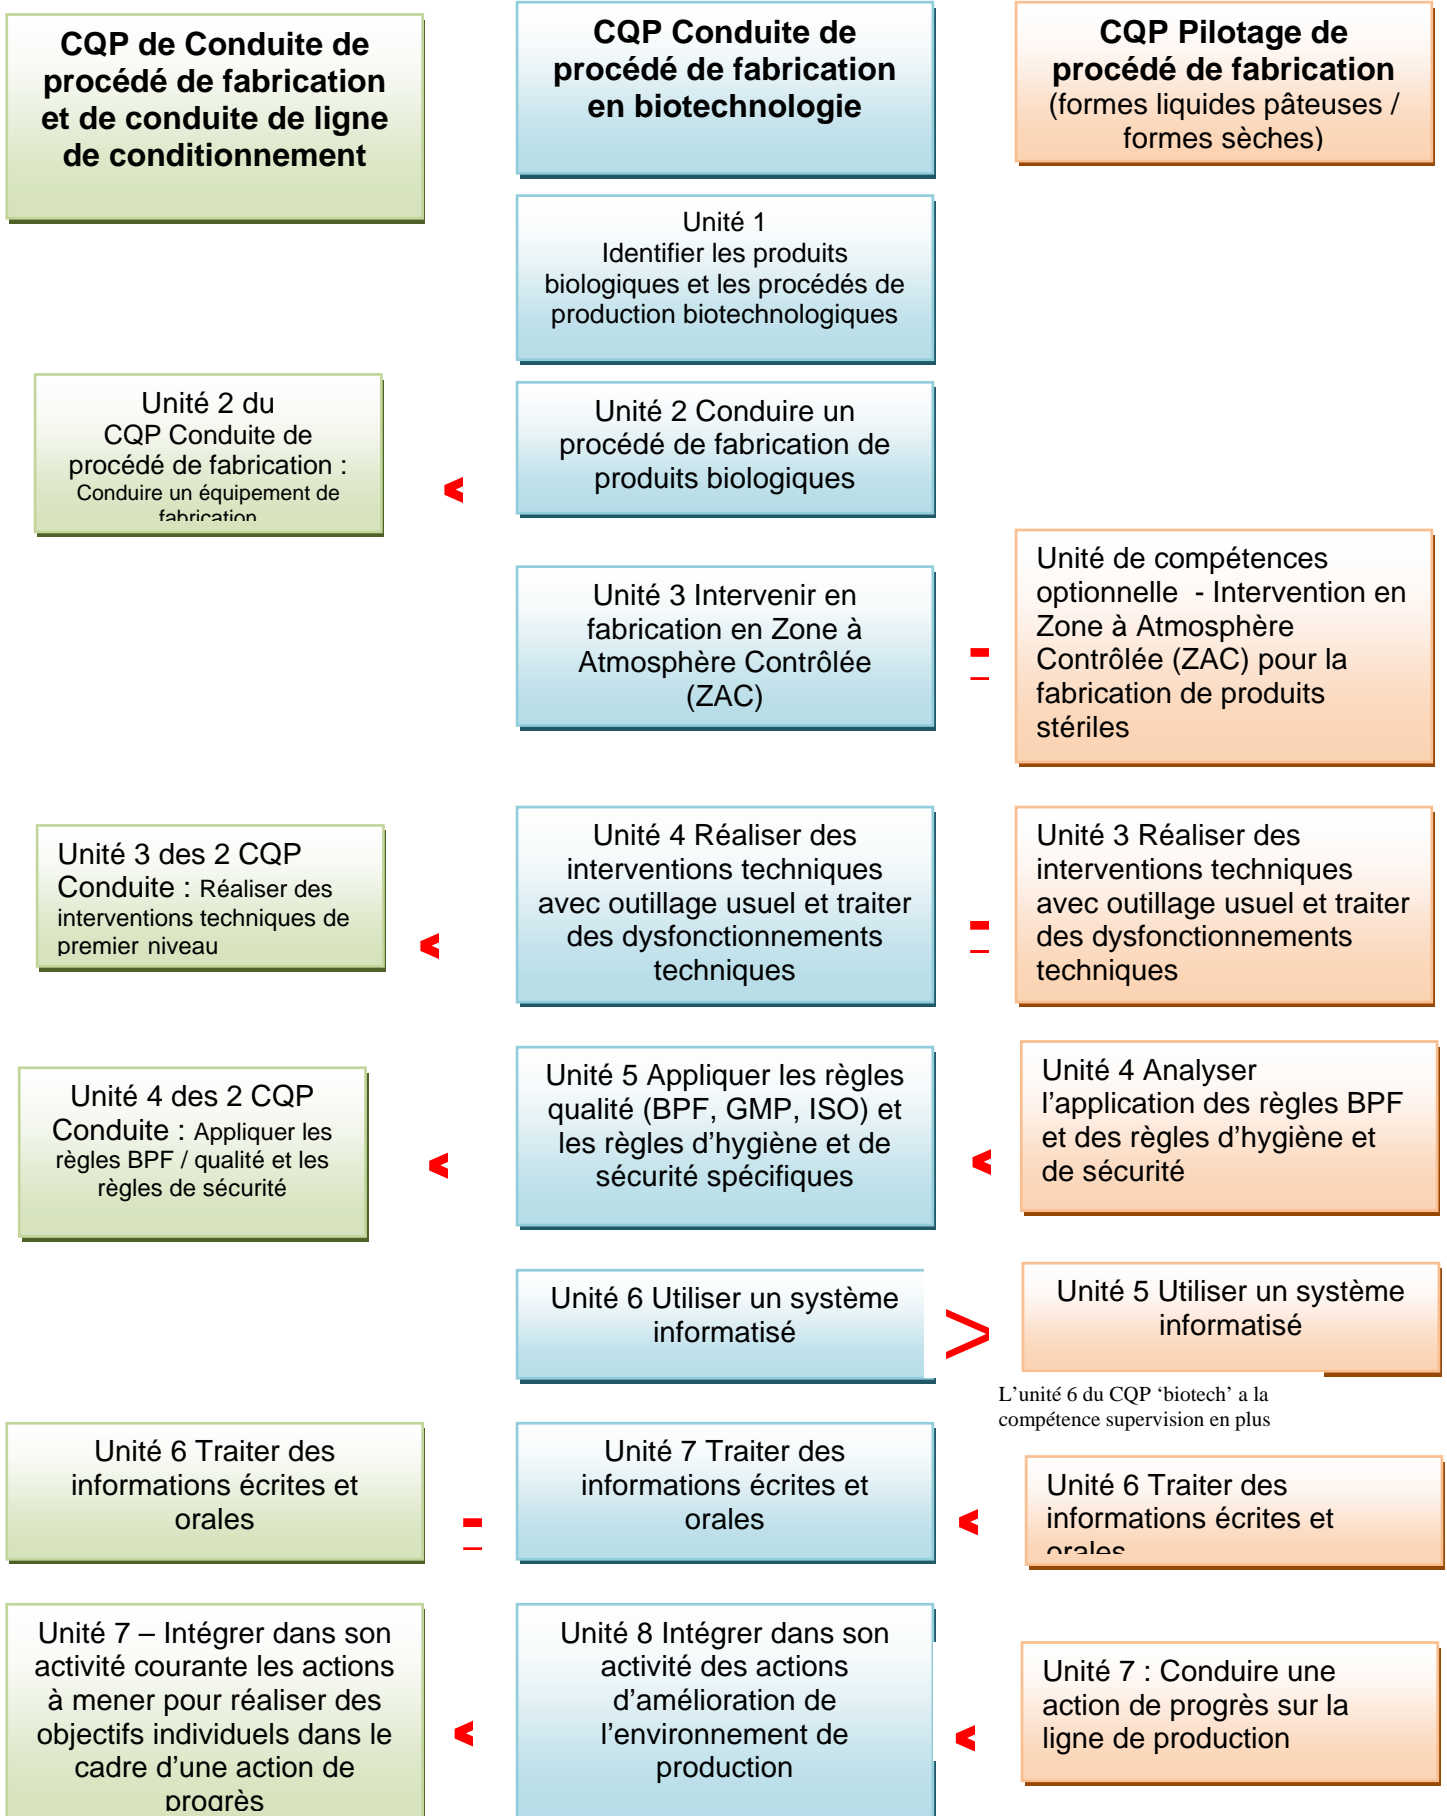 CQP de Conduite de
procédé de fabrication
et de conduite de ligne
de conditionnement
CQP Conduite de
procédé de fabrication
en biotechnologie
CQP Pilotage de
procédé de fabrication
(formes liquides pâteuses /
formes sèches)
Unité 1
Identifier les produits
biologiques et les procédés de
production biotechnologiques
Unité 2 du
CQP Conduite de
procédé de fabrication :
Conduire un équipement de
fabrication
<
Unité 2 Conduire un
procédé de fabrication de
produits biologiques
Unité 3 Intervenir en
fabrication en Zone à
Atmosphère Contrôlée
(ZAC)
=
Unité de compétences
optionnelle - Intervention en
Zone à Atmosphère
Contrôlée (ZAC) pour la
fabrication de produits
stériles
Unité 3 des 2 CQP
Conduite : Réaliser des
interventions techniques de
premier niveau
<
Unité 4 Réaliser des
interventions techniques
avec outillage usuel et traiter
des dysfonctionnements
techniques
=
Unité 3 Réaliser des
interventions techniques
avec outillage usuel et traiter
des dysfonctionnements
techniques
Unité 4 des 2 CQP
Conduite : Appliquer les
règles BPF / qualité et les
règles de sécurité
<
Unité 5 Appliquer les règles
qualité (BPF, GMP, ISO) et
les règles d'hygiène et de
sécurité spécifiques
<
Unité 4 Analyser
l'application des règles BPF
et des règles d'hygiène et
de sécurité
Unité 6 Utiliser un système
informatisé
>
Unité 5 Utiliser un système
informatisé
L'unité 6 du CQP 'biotech' a la
compétence supervision en plus
Unité 6 Traiter des
informations écrites et
orales
=
Unité 7 Traiter des
informations écrites et
orales
<
Unité 6 Traiter des
informations écrites et
orales
Unité 7 – Intégrer dans son
activité courante les actions
à mener pour réaliser des
objectifs individuels dans le
cadre d'une action de
progrès
<
Unité 8 Intégrer dans son
activité des actions
d'amélioration de
l'environnement de
production
<
Unité 7 : Conduire une
action de progrès sur la
ligne de production